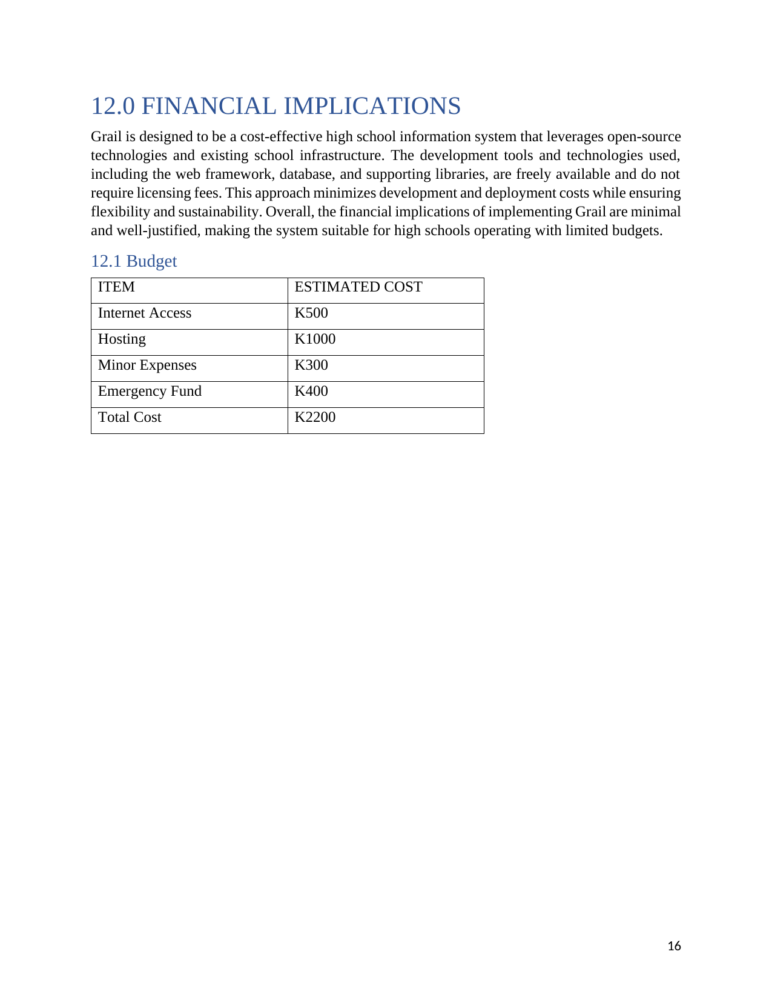 12.0 FINANCIAL IMPLICATIONS
Grail is designed to be a cost-effective high school information system that leverages open-source
technologies and existing school infrastructure. The development tools and technologies used,
including the web framework, database, and supporting libraries, are freely available and do not
require licensing fees. This approach minimizes development and deployment costs while ensuring
flexibility and sustainability. Overall, the financial implications of implementing Grail are minimal
and well-justified, making the system suitable for high schools operating with limited budgets.
12.1 Budget
ITEM ESTIMATED COST
Internet Access K500
Hosting K1000
Minor Expenses K300
Emergency Fund K400
Total Cost K2200
16